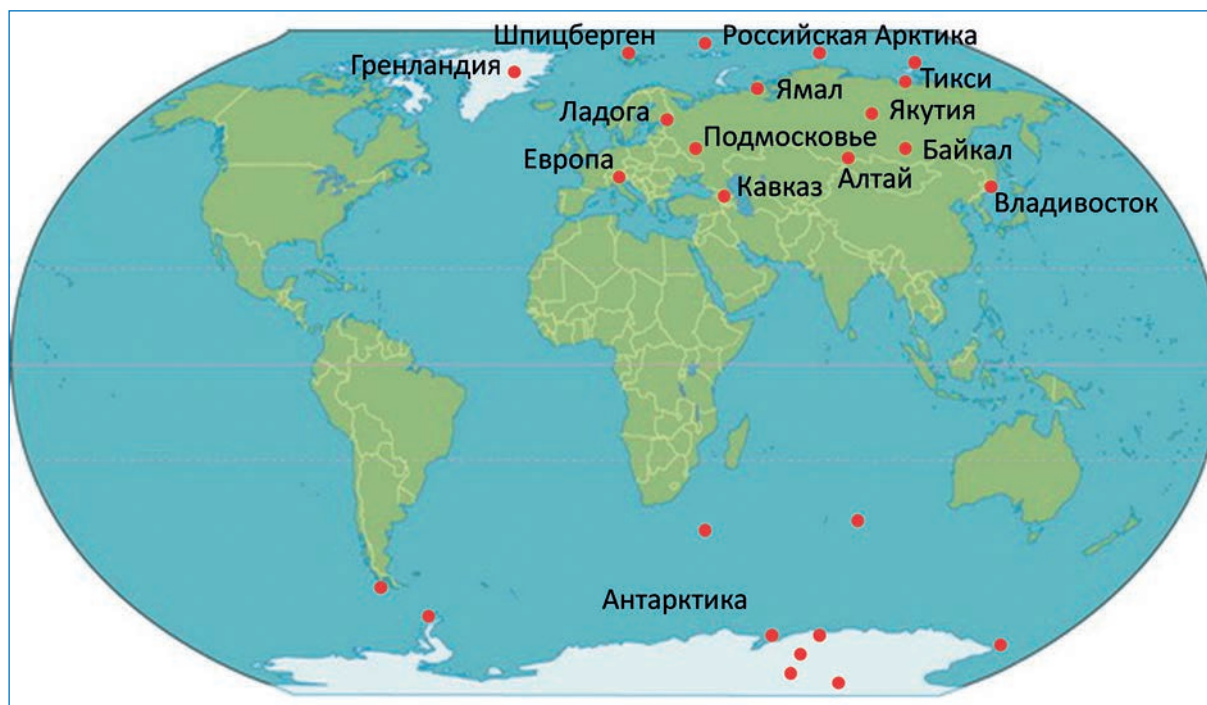 Шпицберген
Российская Арктика
Гренландия
Тикси
Ямал
Якутия
Ладога
Подмосковье
Байкал
Европа
Алтай
Кавказ
Владивосток
Антарктика